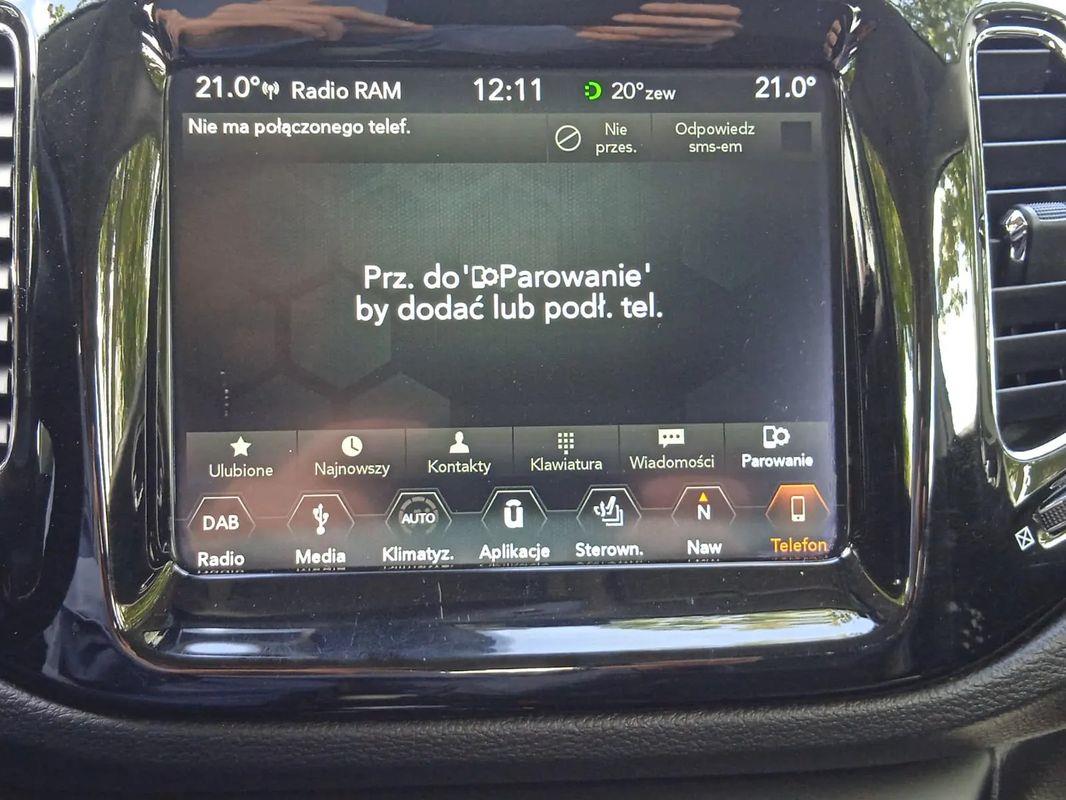 21.0° Radio RAM 12:11 20°zew 21.0°
Nie ma połączonego telef.
Nie
przes.
Odpowiedz
sms-em
Prz. do 'Parowanie'
by dodać lub podł. tel.
Ulubione Najnowszy Kontakty Klawiatura Wiadomości Parowanie
DAB AUTO ū N
Radio Media Klimatyz. Aplikacje Sterown. Naw Telefon